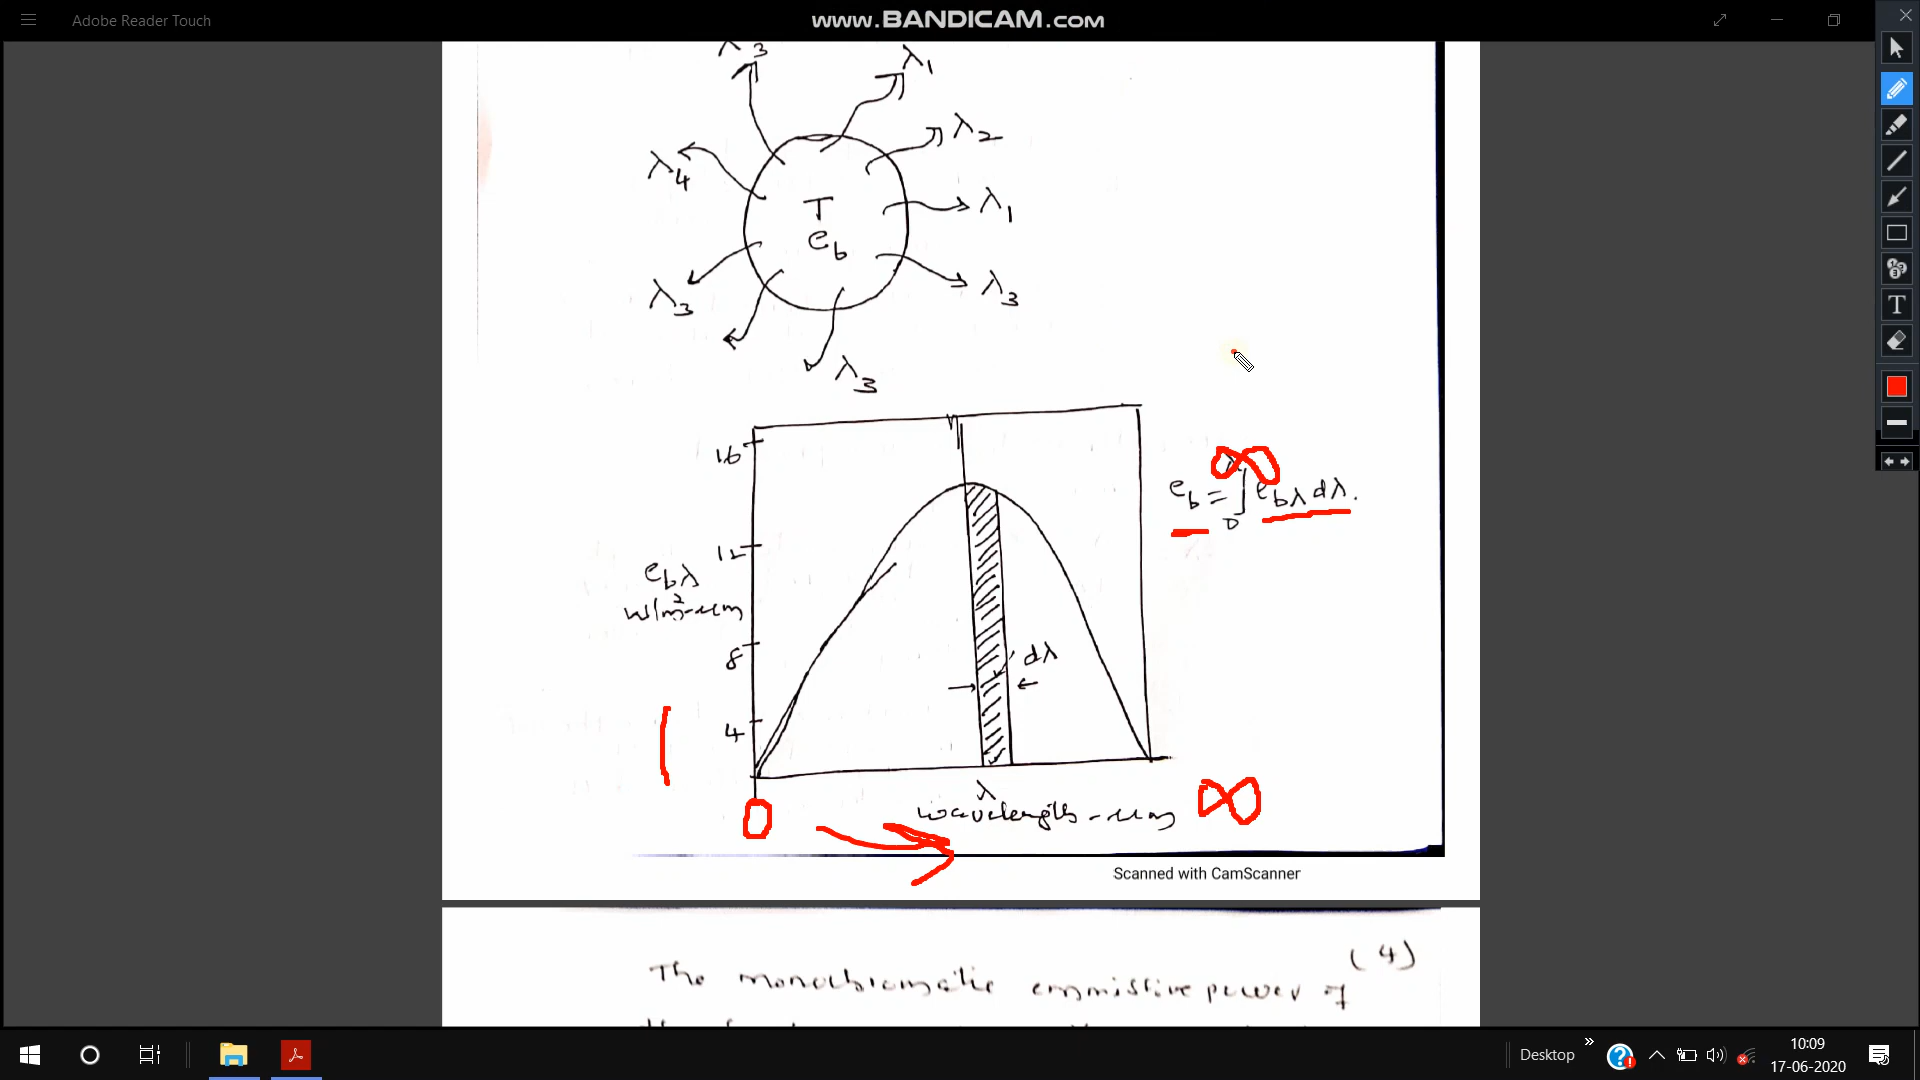 Adobe Reader Touch
www.BANDICAM.com
λ3
λ1
λ2
λ4
T
λ1
eb
λ3
λ3
λ3
16
∞
eb = ∫ ebλ dλ.
0
12
ebλ
W/m²-μm
8
dλ
4
λ
wavelength - μm
0
∞
Scanned with CamScanner
(4)
The monochromatic emmissive power of
Desktop
10:09
17-06-2020